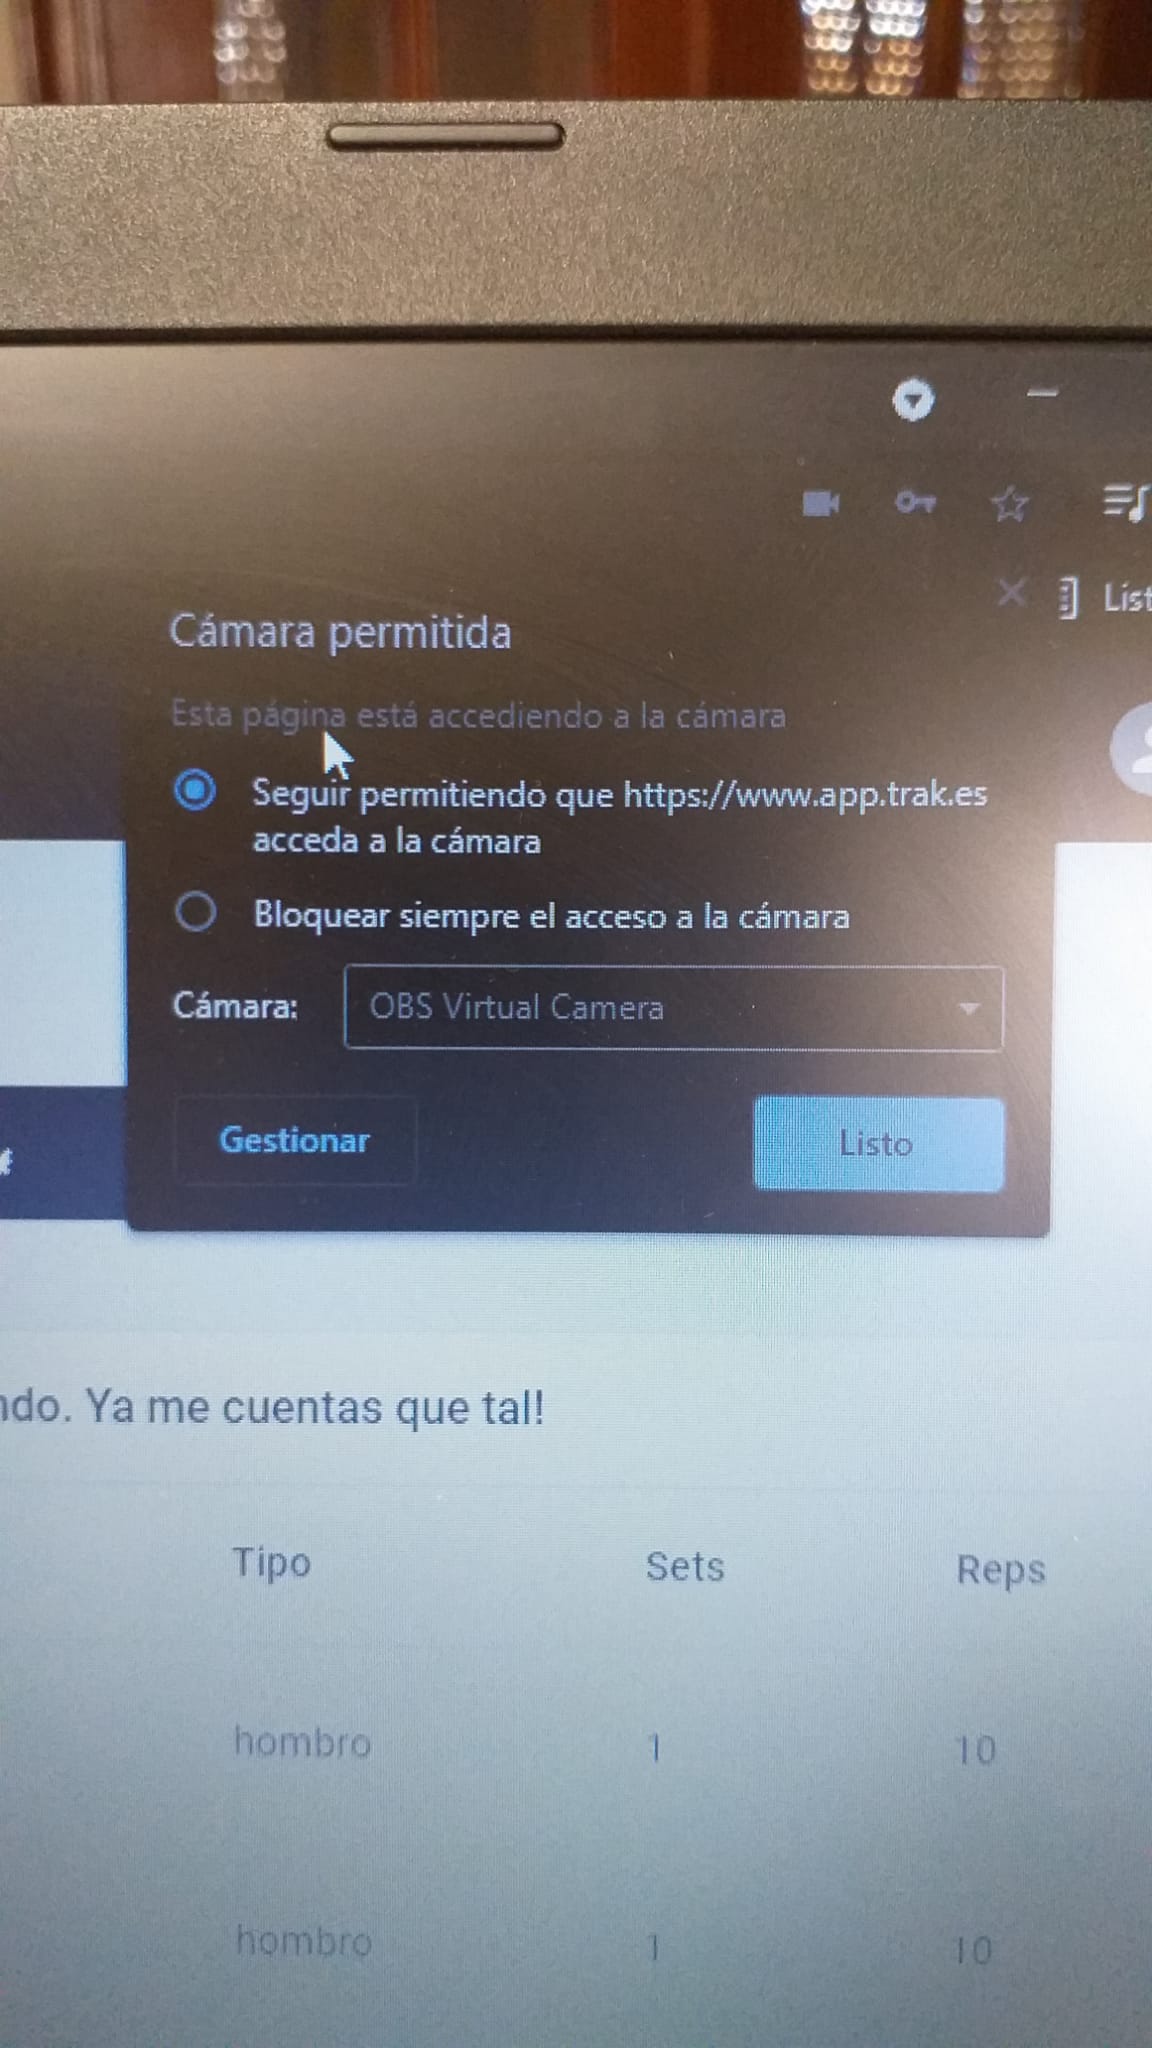 List
Cámara permitida
Esta página está accediendo a la cámara
Seguir permitiendo que https://www.app.trak.es
acceda a la cámara
Bloquear siempre el acceso a la cámara
Cámara: OBS Virtual Camera
Gestionar Listo
ndo. Ya me cuentas que tal!
Tipo Sets Reps
hombro 1 10
hombro 1 10